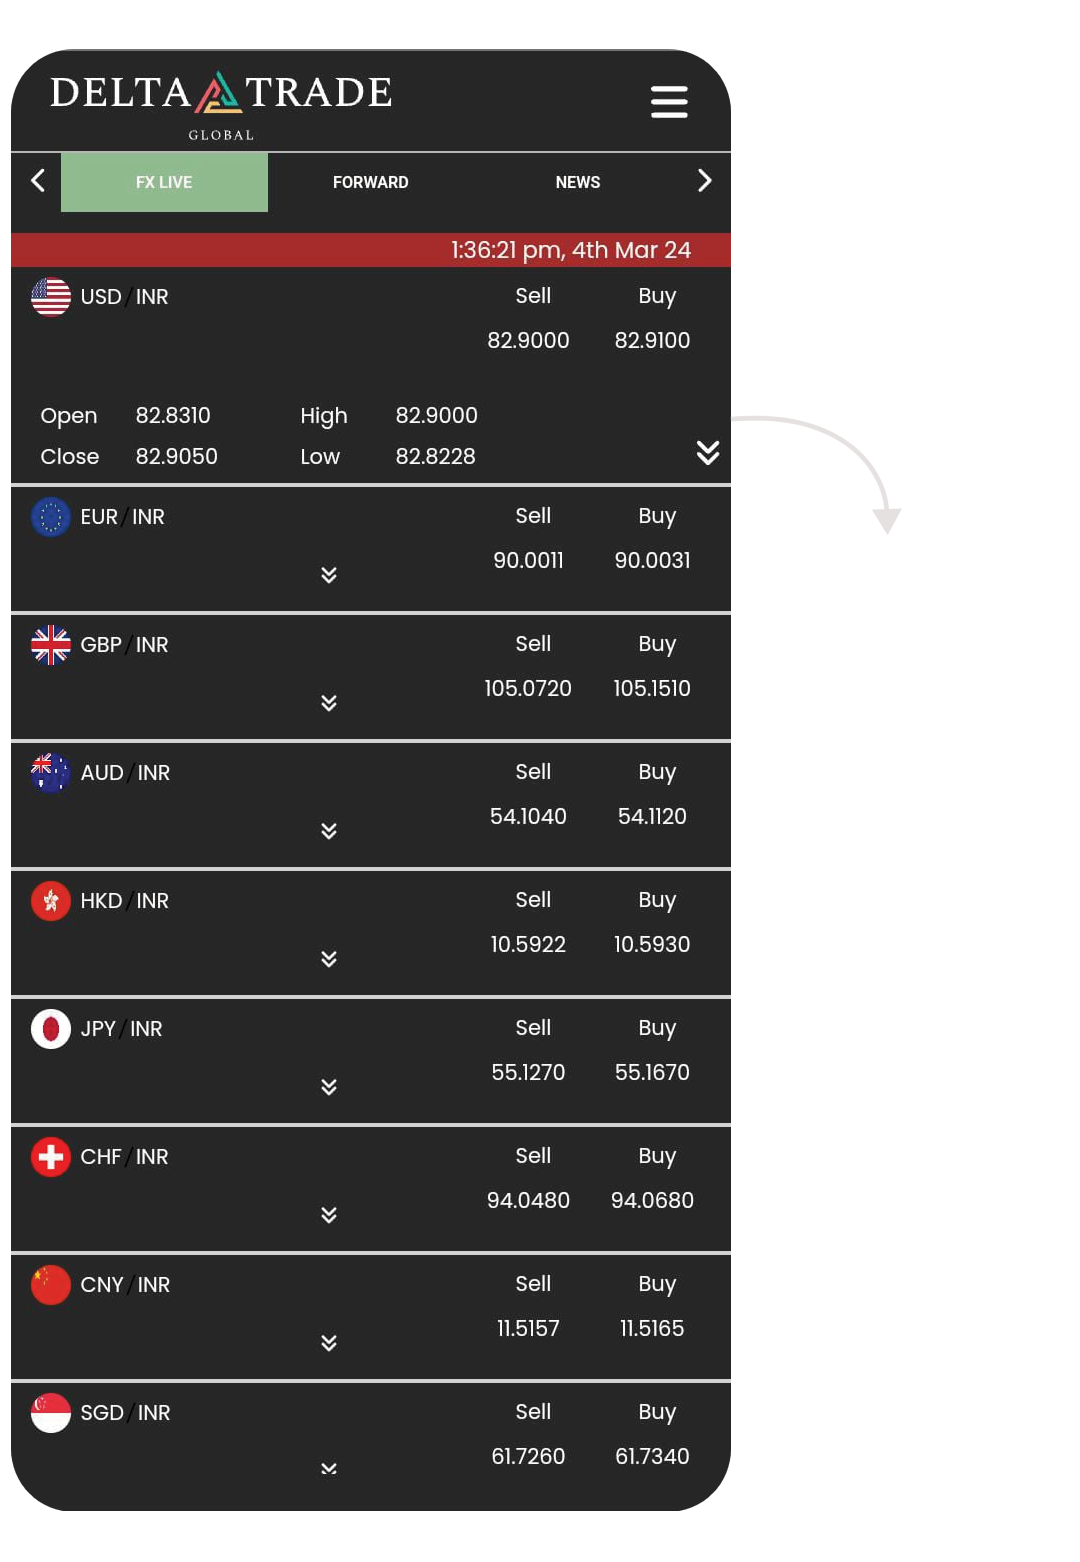 DELTA TRADE
GLOBAL
FX LIVE FORWARD NEWS
1:36:21 pm, 4th Mar 24
USD/INR Sell Buy
82.9000 82.9100
Open 82.8310 High 82.9000
Close 82.9050 Low 82.8228
EUR/INR Sell Buy
90.0011 90.0031
GBP/INR Sell Buy
105.0720 105.1510
AUD/INR Sell Buy
54.1040 54.1120
HKD/INR Sell Buy
10.5922 10.5930
JPY/INR Sell Buy
55.1270 55.1670
CHF/INR Sell Buy
94.0480 94.0680
CNY/INR Sell Buy
11.5157 11.5165
SGD/INR Sell Buy
61.7260 61.7340